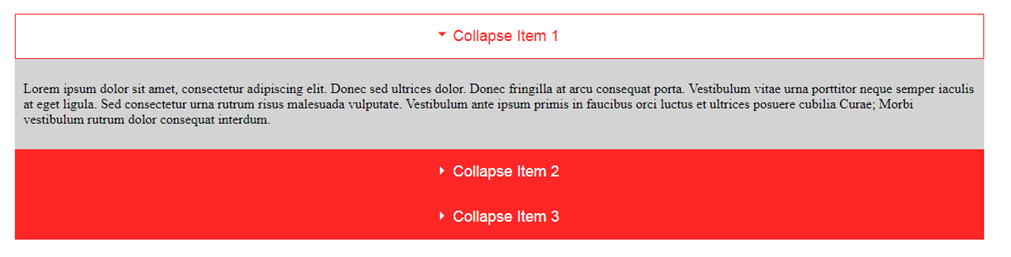 Collapse Item 1
Lorem ipsum dolor sit amet, consectetur adipiscing elit. Donec sed ultrices dolor. Donec fringilla at arcu consequat porta. Vestibulum vitae urna porttitor neque semper iaculis
at eget ligula. Sed consectetur urna rutrum risus malesuada vulputate. Vestibulum ante ipsum primis in faucibus orci luctus et ultrices posuere cubilia Curae; Morbi
vestibulum rutrum dolor consequat interdum.
Collapse Item 2
Collapse Item 3